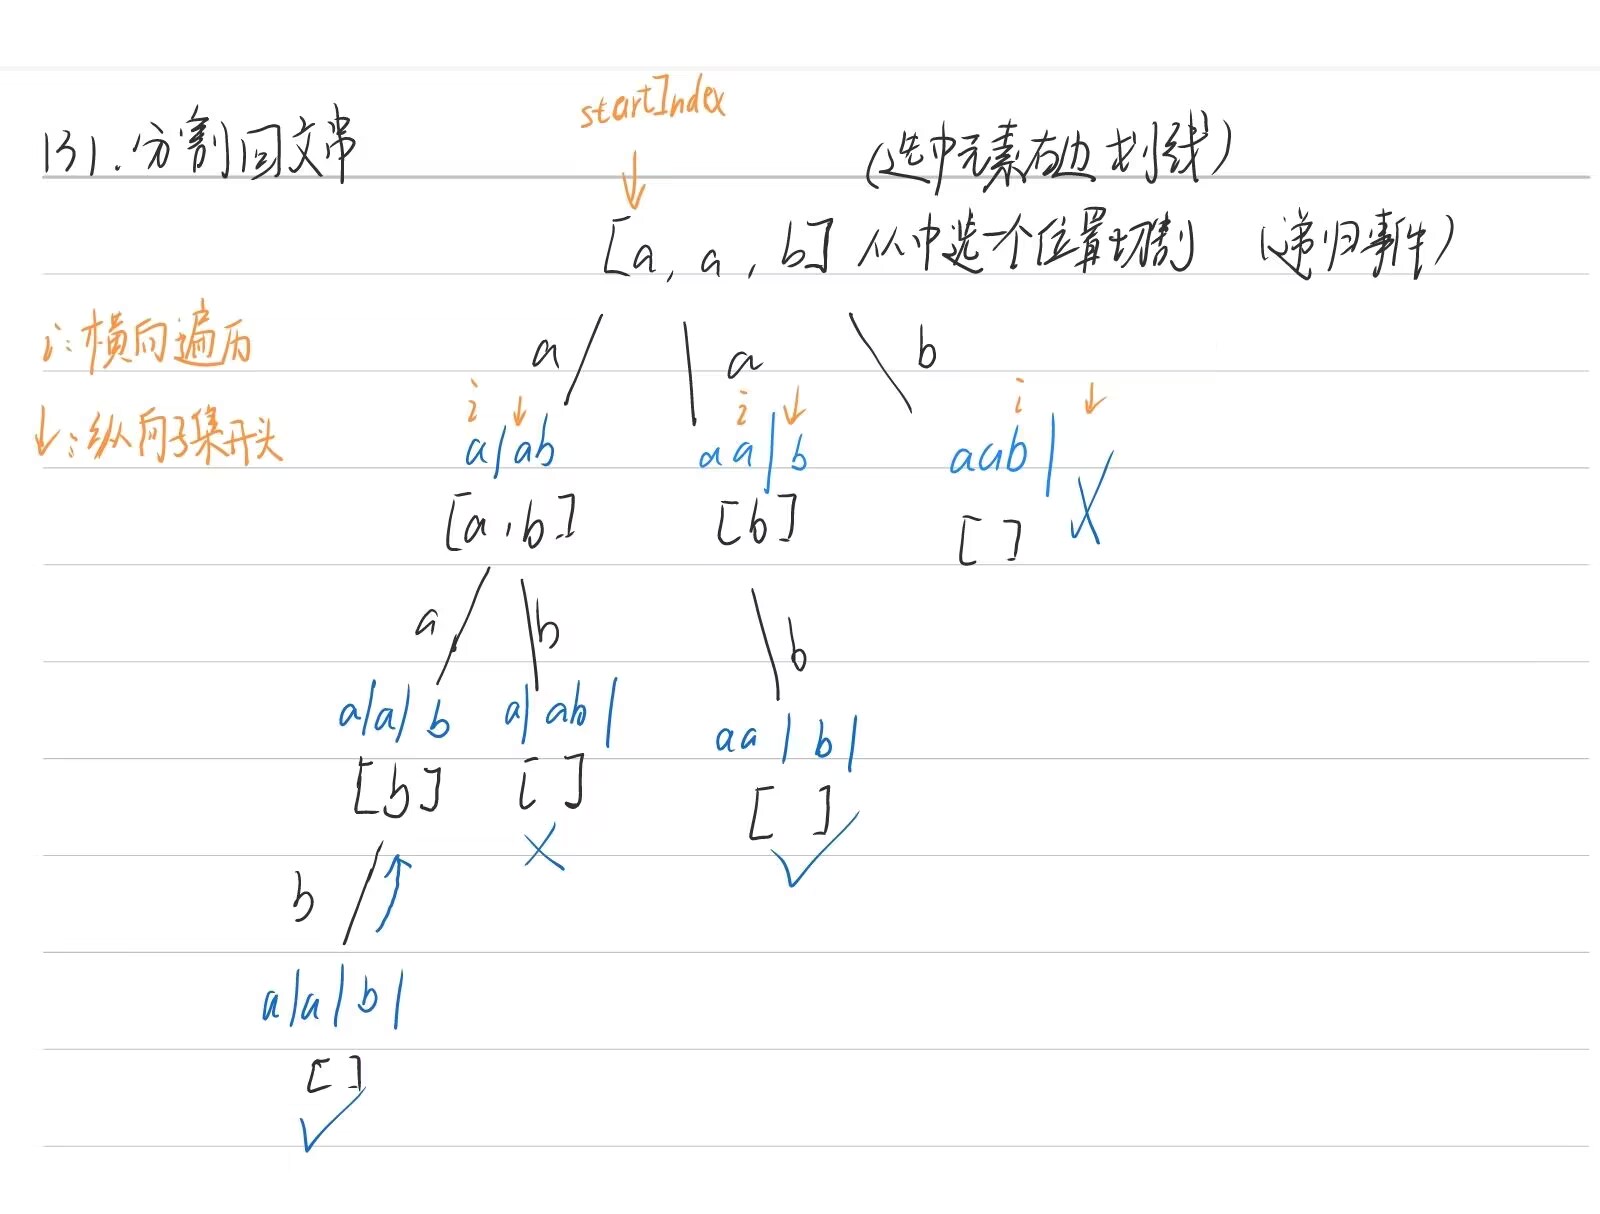 startIndex
131.分割回文串
(选中元素右边划线)
↓
[a, a, b] 从中选一个位置切割 (递归事件)
i:横向遍历
a a b
↓:纵向子集开头
i ↓ i ↓ i ↓
a|ab aa|b aab| X
[a,b] [b] [ ]
a b b
a|a|b a|ab| aa|b|
[b] [ ] [ ]
X ✓
b ↑
a|a|b|
[ ]
✓